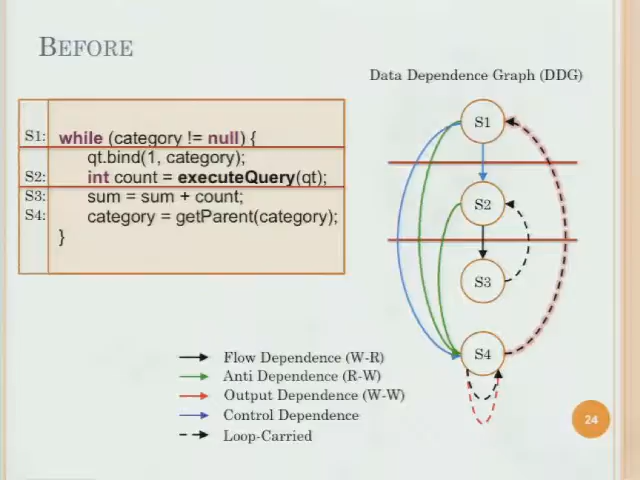 BEFORE
Data Dependence Graph (DDG)
S1: while (category != null) {
qt.bind(1, category);
S2: int count = executeQuery(qt);
S3: sum = sum + count;
S4: category = getParent(category);
}
S1
S2
S3
S4
Flow Dependence (W-R)
Anti Dependence (R-W)
Output Dependence (W-W)
Control Dependence
Loop-Carried
24